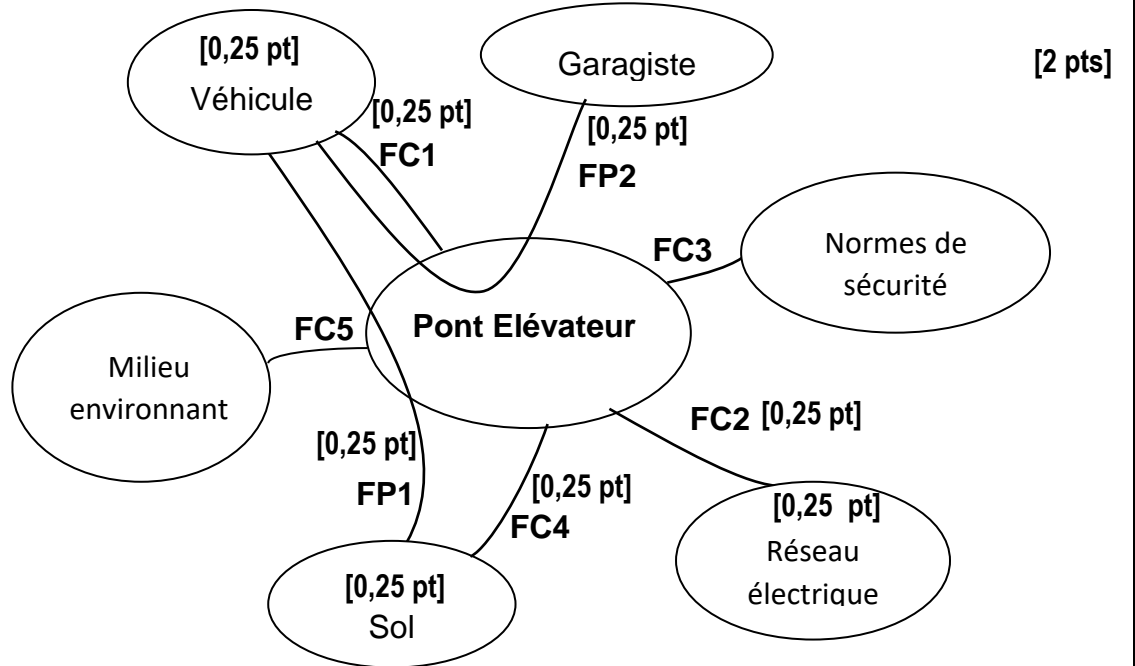 [0,25 pt]
Véhicule
Garagiste
[2 pts]
[0,25 pt]
FC1
[0,25 pt]
FP2
FC3
Normes de
sécurité
FC5
Pont Elévateur
Milieu
environnant
FC2 [0,25 pt]
[0,25 pt]
FP1
[0,25 pt]
FC4
[0,25 pt]
Réseau
électrique
[0,25 pt]
Sol